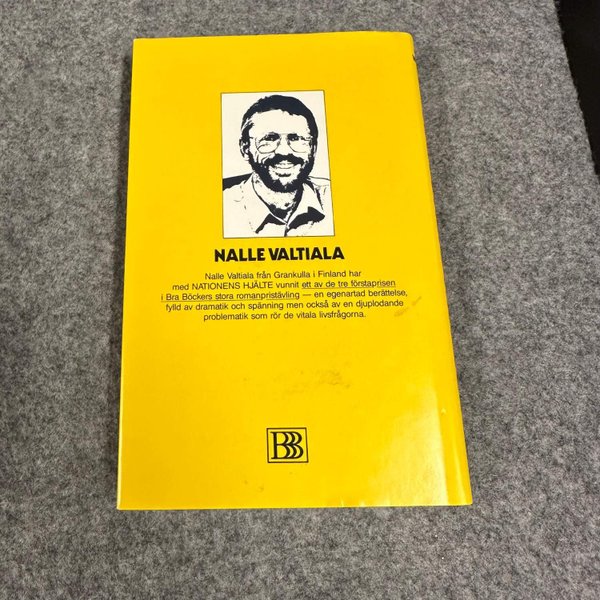 NALLE VALTIALA
Nalle Valtiala från Grankulla i Finland har
med NATIONENS HJÄLTE vunnit ett av de tre förstaprisen
i Bra Böckers stora romanpristävling — en egenartad berättelse,
fylld av dramatik och spänning men också av en djuplodande
problematik som rör de vitala livsfrågorna.
BBB